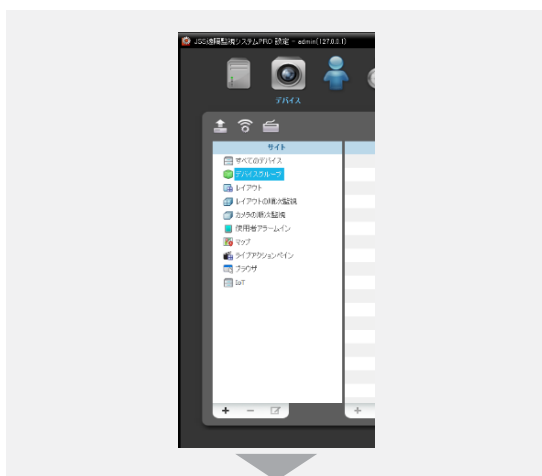 JSS遠隔監視システムPRO 設定 - admin(127.0.0.1)
デバイス
サイト
すべてのデバイス
デバイスグループ
レイアウト
レイアウトの順次監視
カメラの順次監視
使用者アラームイン
マップ
ライブアクションペイン
ブラウザ
IoT